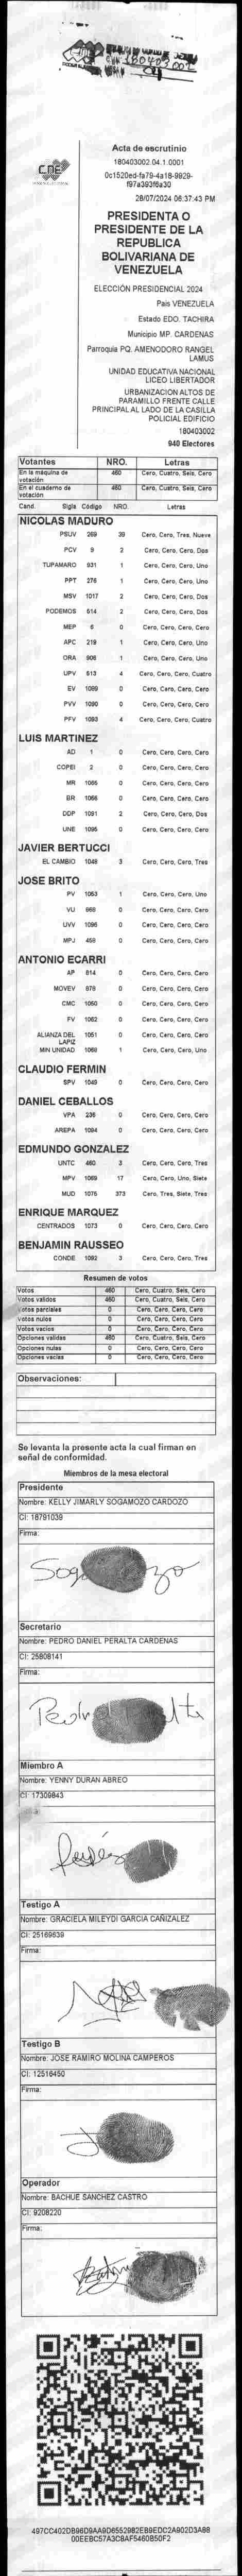 CNE
Acta de escrutinio
180403002.04.1.0001
0c1520ed-fa79-4a18-9929-
f97a393f6a30
28/07/2024 06:37:43 PM
PRESIDENTA O
PRESIDENTE DE LA
REPUBLICA
BOLIVARIANA DE
VENEZUELA
ELECCIÓN PRESIDENCIAL 2024
Pais VENEZUELA
Estado EDO. TACHIRA
Municipio MP. CARDENAS
Parroquia PQ. AMENODORO RANGEL
LAMUS
UNIDAD EDUCATIVA NACIONAL
LICEO LIBERTADOR
URBANIZACION ALTOS DE
PARAMILLO FRENTE CALLE
PRINCIPAL AL LADO DE LA CASILLA
POLICIAL EDIFICIO
180403002
940 Electores
Votantes NRO. Letras
En la máquina de votación 460 Cero, Cuatro, Seis, Cero
En el cuaderno de votación 460 Cero, Cuatro, Seis, Cero
Cand. Sigla Código NRO. Letras
NICOLAS MADURO
PSUV 269 39 Cero, Cero, Tres, Nueve
PCV 9 2 Cero, Cero, Cero, Dos
TUPAMARO 931 1 Cero, Cero, Cero, Uno
PPT 276 1 Cero, Cero, Cero, Uno
MSV 1017 2 Cero, Cero, Cero, Dos
PODEMOS 614 2 Cero, Cero, Cero, Dos
MEP 6 0 Cero, Cero, Cero, Cero
APC 219 1 Cero, Cero, Cero, Uno
ORA 906 1 Cero, Cero, Cero, Uno
UPV 513 4 Cero, Cero, Cero, Cuatro
EV 1089 0 Cero, Cero, Cero, Cero
PVV 1090 0 Cero, Cero, Cero, Cero
PFV 1093 4 Cero, Cero, Cero, Cuatro
LUIS MARTINEZ
AD 1 0 Cero, Cero, Cero, Cero
COPEI 2 0 Cero, Cero, Cero, Cero
MR 1065 0 Cero, Cero, Cero, Cero
BR 1066 0 Cero, Cero, Cero, Cero
DDP 1091 2 Cero, Cero, Cero, Dos
UNE 1095 0 Cero, Cero, Cero, Cero
JAVIER BERTUCCI
EL CAMBIO 1048 3 Cero, Cero, Cero, Tres
JOSE BRITO
PV 1053 1 Cero, Cero, Cero, Uno
VU 968 0 Cero, Cero, Cero, Cero
UVV 1096 0 Cero, Cero, Cero, Cero
MPJ 458 0 Cero, Cero, Cero, Cero
ANTONIO ECARRI
AP 814 0 Cero, Cero, Cero, Cero
MOVEV 878 0 Cero, Cero, Cero, Cero
CMC 1050 0 Cero, Cero, Cero, Cero
FV 1062 0 Cero, Cero, Cero, Cero
ALIANZA DEL LAPIZ 1051 0 Cero, Cero, Cero, Cero
MIN UNIDAD 1068 1 Cero, Cero, Cero, Uno
CLAUDIO FERMIN
SPV 1049 0 Cero, Cero, Cero, Cero
DANIEL CEBALLOS
VPA 236 0 Cero, Cero, Cero, Cero
AREPA 1094 0 Cero, Cero, Cero, Cero
EDMUNDO GONZALEZ
UNTC 460 3 Cero, Cero, Cero, Tres
MPV 1069 17 Cero, Cero, Uno, Siete
MUD 1075 373 Cero, Tres, Siete, Tres
ENRIQUE MARQUEZ
CENTRADOS 1073 0 Cero, Cero, Cero, Cero
BENJAMIN RAUSSEO
CONDE 1092 3 Cero, Cero, Cero, Tres
Resumen de votos
Votos 460 Cero, Cuatro, Seis, Cero
Votos validos 460 Cero, Cuatro, Seis, Cero
Votos parciales 0 Cero, Cero, Cero, Cero
Votos nulos 0 Cero, Cero, Cero, Cero
Votos vacios 0 Cero, Cero, Cero, Cero
Opciones validas 460 Cero, Cuatro, Seis, Cero
Opciones nulas 0 Cero, Cero, Cero, Cero
Opciones vacias 0 Cero, Cero, Cero, Cero
Observaciones:
Se levanta la presente acta la cual firman en
señal de conformidad.
Miembros de la mesa electoral
Presidente
Nombre: KELLY JIMARLY SOGAMOZO CARDOZO
CI: 18791039
Firma:
Secretario
Nombre: PEDRO DANIEL PERALTA CARDENAS
CI: 25808141
Firma:
Miembro A
Nombre: YENNY DURAN ABREO
CI: 17309843
Testigo A
Nombre: GRACIELA MILEYDI GARCIA CAÑIZALEZ
CI: 25169639
Firma:
Testigo B
Nombre: JOSE RAMIRO MOLINA CAMPEROS
CI: 12516450
Firma:
Operador
Nombre: BACHUE SANCHEZ CASTRO
CI: 9208220
Firma:
497CC402DB96D9AA9D6552982EB9EDC2A902D3A88
00EEBC57A3C8AF5460B50F2